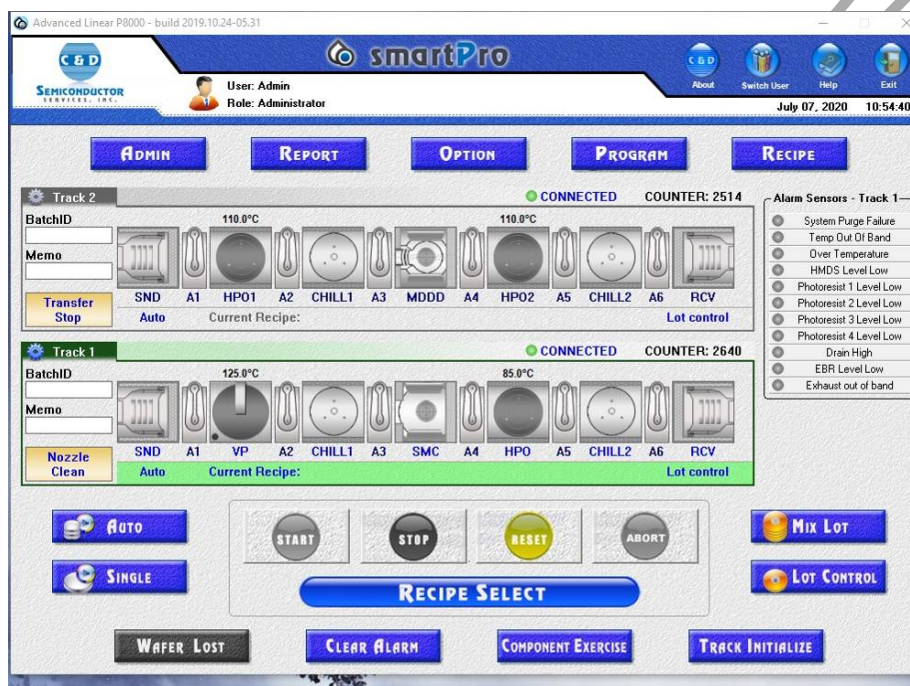 Advanced Linear P8000 - build 2019.10.24-05.31
C&D
SEMICONDUCTOR
SERVICES, INC.
smartPro
User: Admin
Role: Administrator
C&D
About
Switch User
Help
Exit
July 07, 2020 10:54:40
ADMIN
REPORT
OPTION
PROGRAM
RECIPE
Track 2
CONNECTED
COUNTER: 2514
BatchID
110.0°C
110.0°C
Memo
Transfer
Stop
SND A1 HPO1 A2 CHILL1 A3 MDDD A4 HPO2 A5 CHILL2 A6 RCV
Auto
Current Recipe:
Lot control
Alarm Sensors - Track 1
System Purge Failure
Temp Out Of Band
Over Temperature
HMDS Level Low
Photoresist 1 Level Low
Photoresist 2 Level Low
Photoresist 3 Level Low
Photoresist 4 Level Low
Drain High
EBR Level Low
Exhaust out of band
Track 1
CONNECTED
COUNTER: 2640
BatchID
125.0°C
85.0°C
Memo
Nozzle
Clean
SND A1 VP A2 CHILL1 A3 SMC A4 HPO A5 CHILL2 A6 RCV
Auto
Current Recipe:
Lot control
AUTO
SINGLE
START
STOP
RESET
ABORT
RECIPE SELECT
MIX LOT
LOT CONTROL
WAFER LOST
CLEAR ALARM
COMPONENT EXERCISE
TRACK INITIALIZE